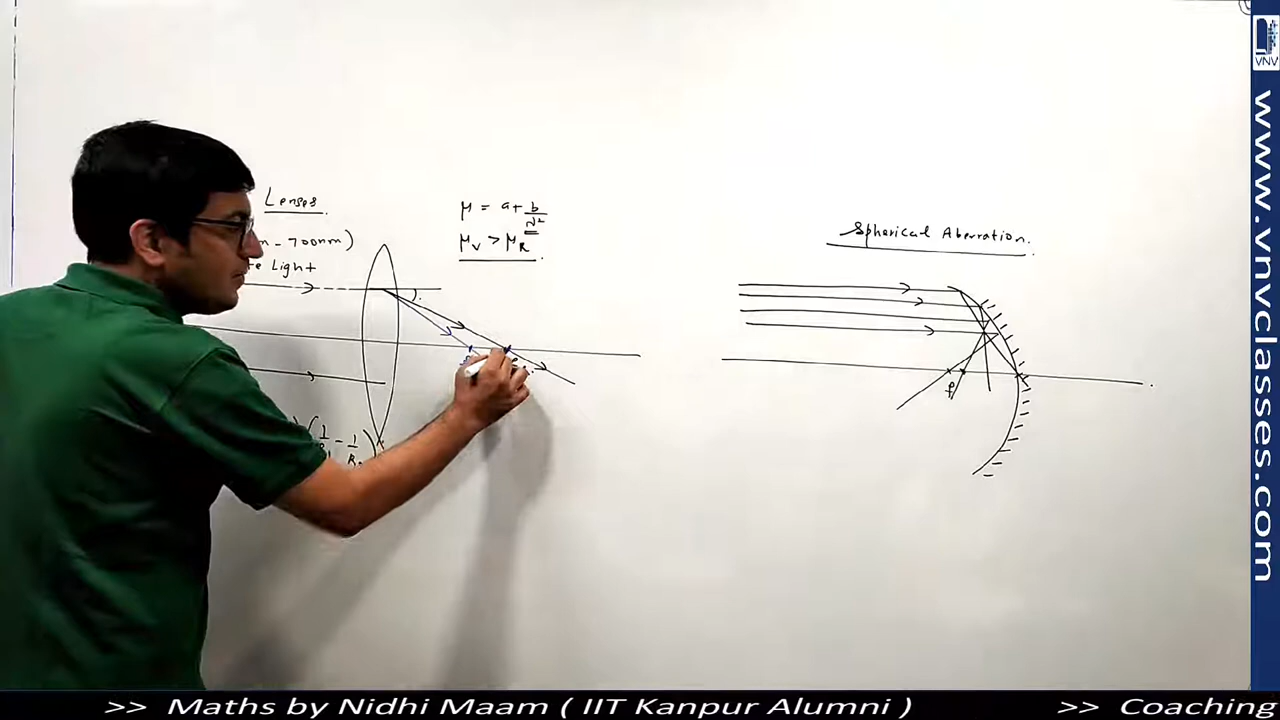 Lenses
- 700nm)
Light
μ = a + b/λ²
μV > μR
Spherical Aberration.
f
VNV
www.vnvclasses.com
>> Maths by Nidhi Maam ( IIT Kanpur Alumni ) >> Coaching